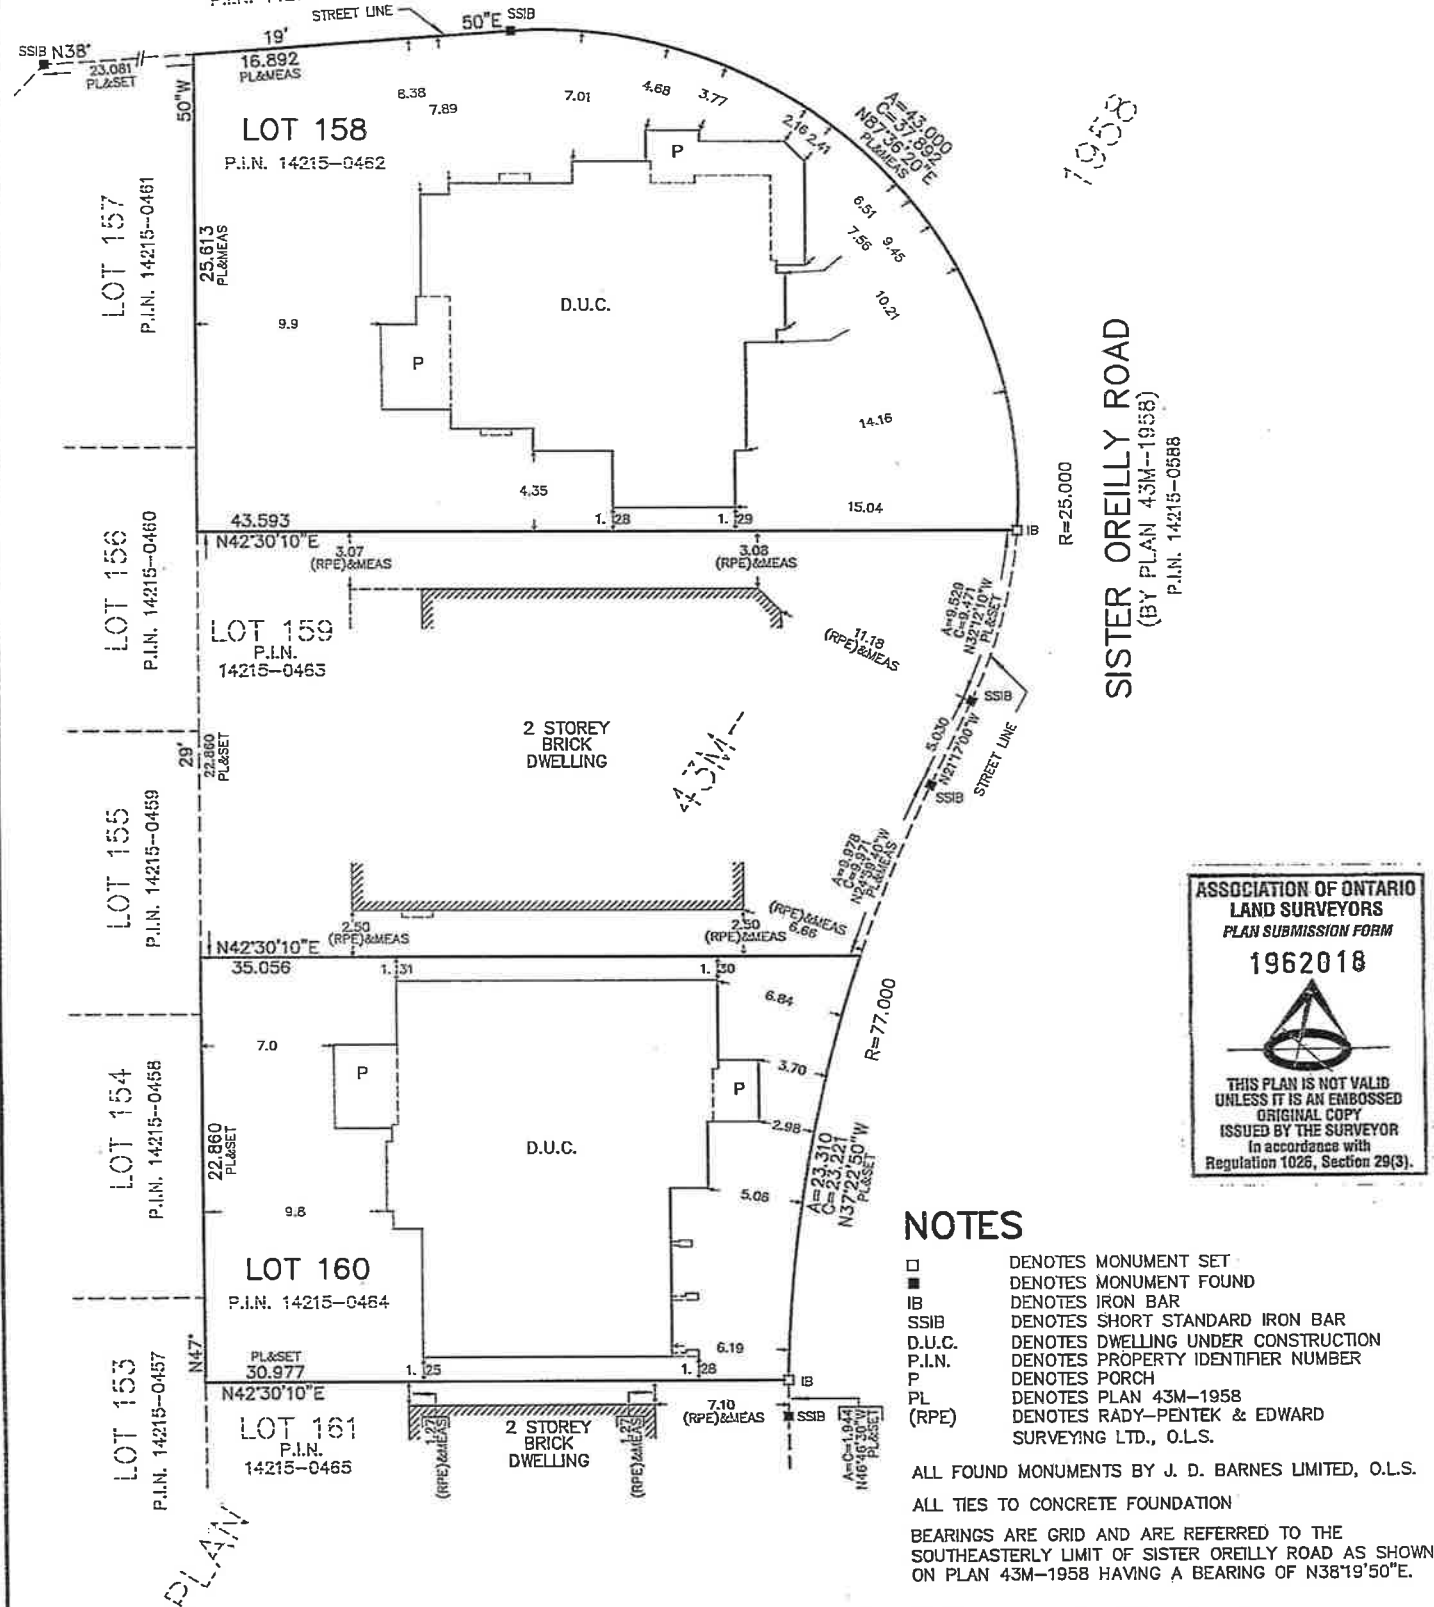 STREET LINE
50"E SSIB
SSIB N38°
19'
16.892
PL&MEAS
23.081
PL&SET
50"W
LOT 158
P.I.N. 14215-0462
7.89
7.01
4.68
3.77
2.16
2.41
A=43.000
C=37.892
N87°36'20"E
PL&MEAS
1958
P
6.51
7.56
9.45
10.21
LOT 157
P.I.N. 14215-0461
25.613
PL&MEAS
9.9
D.U.C.
P
14.16
4.35
15.04
1.28
1.29
43.593
N42°30'10"E
IB
R=25.000
SISTER OREILLY ROAD
(BY PLAN 43M-1958)
P.I.N. 14215-0588
3.07
(RPE)&MEAS
3.08
(RPE)&MEAS
LOT 156
P.I.N. 14215-0460
LOT 159
P.I.N.
14215-0463
11.18
(RPE)&MEAS
A=9.529
C=9.471
N32°12'10"W
PL&SET
SSIB
5.030
N21°17'00"W
STREET LINE
SSIB
2 STOREY
BRICK
DWELLING
43M-
29'
22.860
PL&SET
LOT 155
P.I.N. 14215-0459
A=9.978
C=9.971
N24°59'40"W
PL&MEAS
2.50
(RPE)&MEAS
2.50
(RPE)&MEAS
(RPE)&MEAS
6.66
N42°30'10"E
35.056
1.31
1.30
6.84
R=77.000
7.0
P
3.70
P
2.98
LOT 154
P.I.N. 14215-0458
22.860
PL&SET
D.U.C.
A=23.310
C=23.221
N37°22'50"W
PL&SET
9.8
LOT 160
P.I.N. 14215-0464
6.19
N47°
PL&SET
30.977
1.25
1.28
IB
N42°30'10"E
LOT 153
P.I.N. 14215-0457
LOT 161
P.I.N.
14215-0465
1.27
(RPE)&MEAS
2 STOREY
BRICK
DWELLING
1.27
(RPE)&MEAS
7.10
(RPE)&MEAS
SSIB
A=C=1.944
N46°46'30"W
PL&SET
PLAN
ASSOCIATION OF ONTARIO
LAND SURVEYORS
PLAN SUBMISSION FORM
1962018
THIS PLAN IS NOT VALID
UNLESS IT IS AN EMBOSSED
ORIGINAL COPY
ISSUED BY THE SURVEYOR
In accordance with
Regulation 1026, Section 29(3).
NOTES
DENOTES MONUMENT SET
DENOTES MONUMENT FOUND
IB DENOTES IRON BAR
SSIB DENOTES SHORT STANDARD IRON BAR
D.U.C. DENOTES DWELLING UNDER CONSTRUCTION
P.I.N. DENOTES PROPERTY IDENTIFIER NUMBER
P DENOTES PORCH
PL DENOTES PLAN 43M-1958
(RPE) DENOTES RADY-PENTEK & EDWARD
SURVEYING LTD., O.L.S.
ALL FOUND MONUMENTS BY J. D. BARNES LIMITED, O.L.S.
ALL TIES TO CONCRETE FOUNDATION
BEARINGS ARE GRID AND ARE REFERRED TO THE
SOUTHEASTERLY LIMIT OF SISTER OREILLY ROAD AS SHOWN
ON PLAN 43M-1958 HAVING A BEARING OF N38°19'50"E.